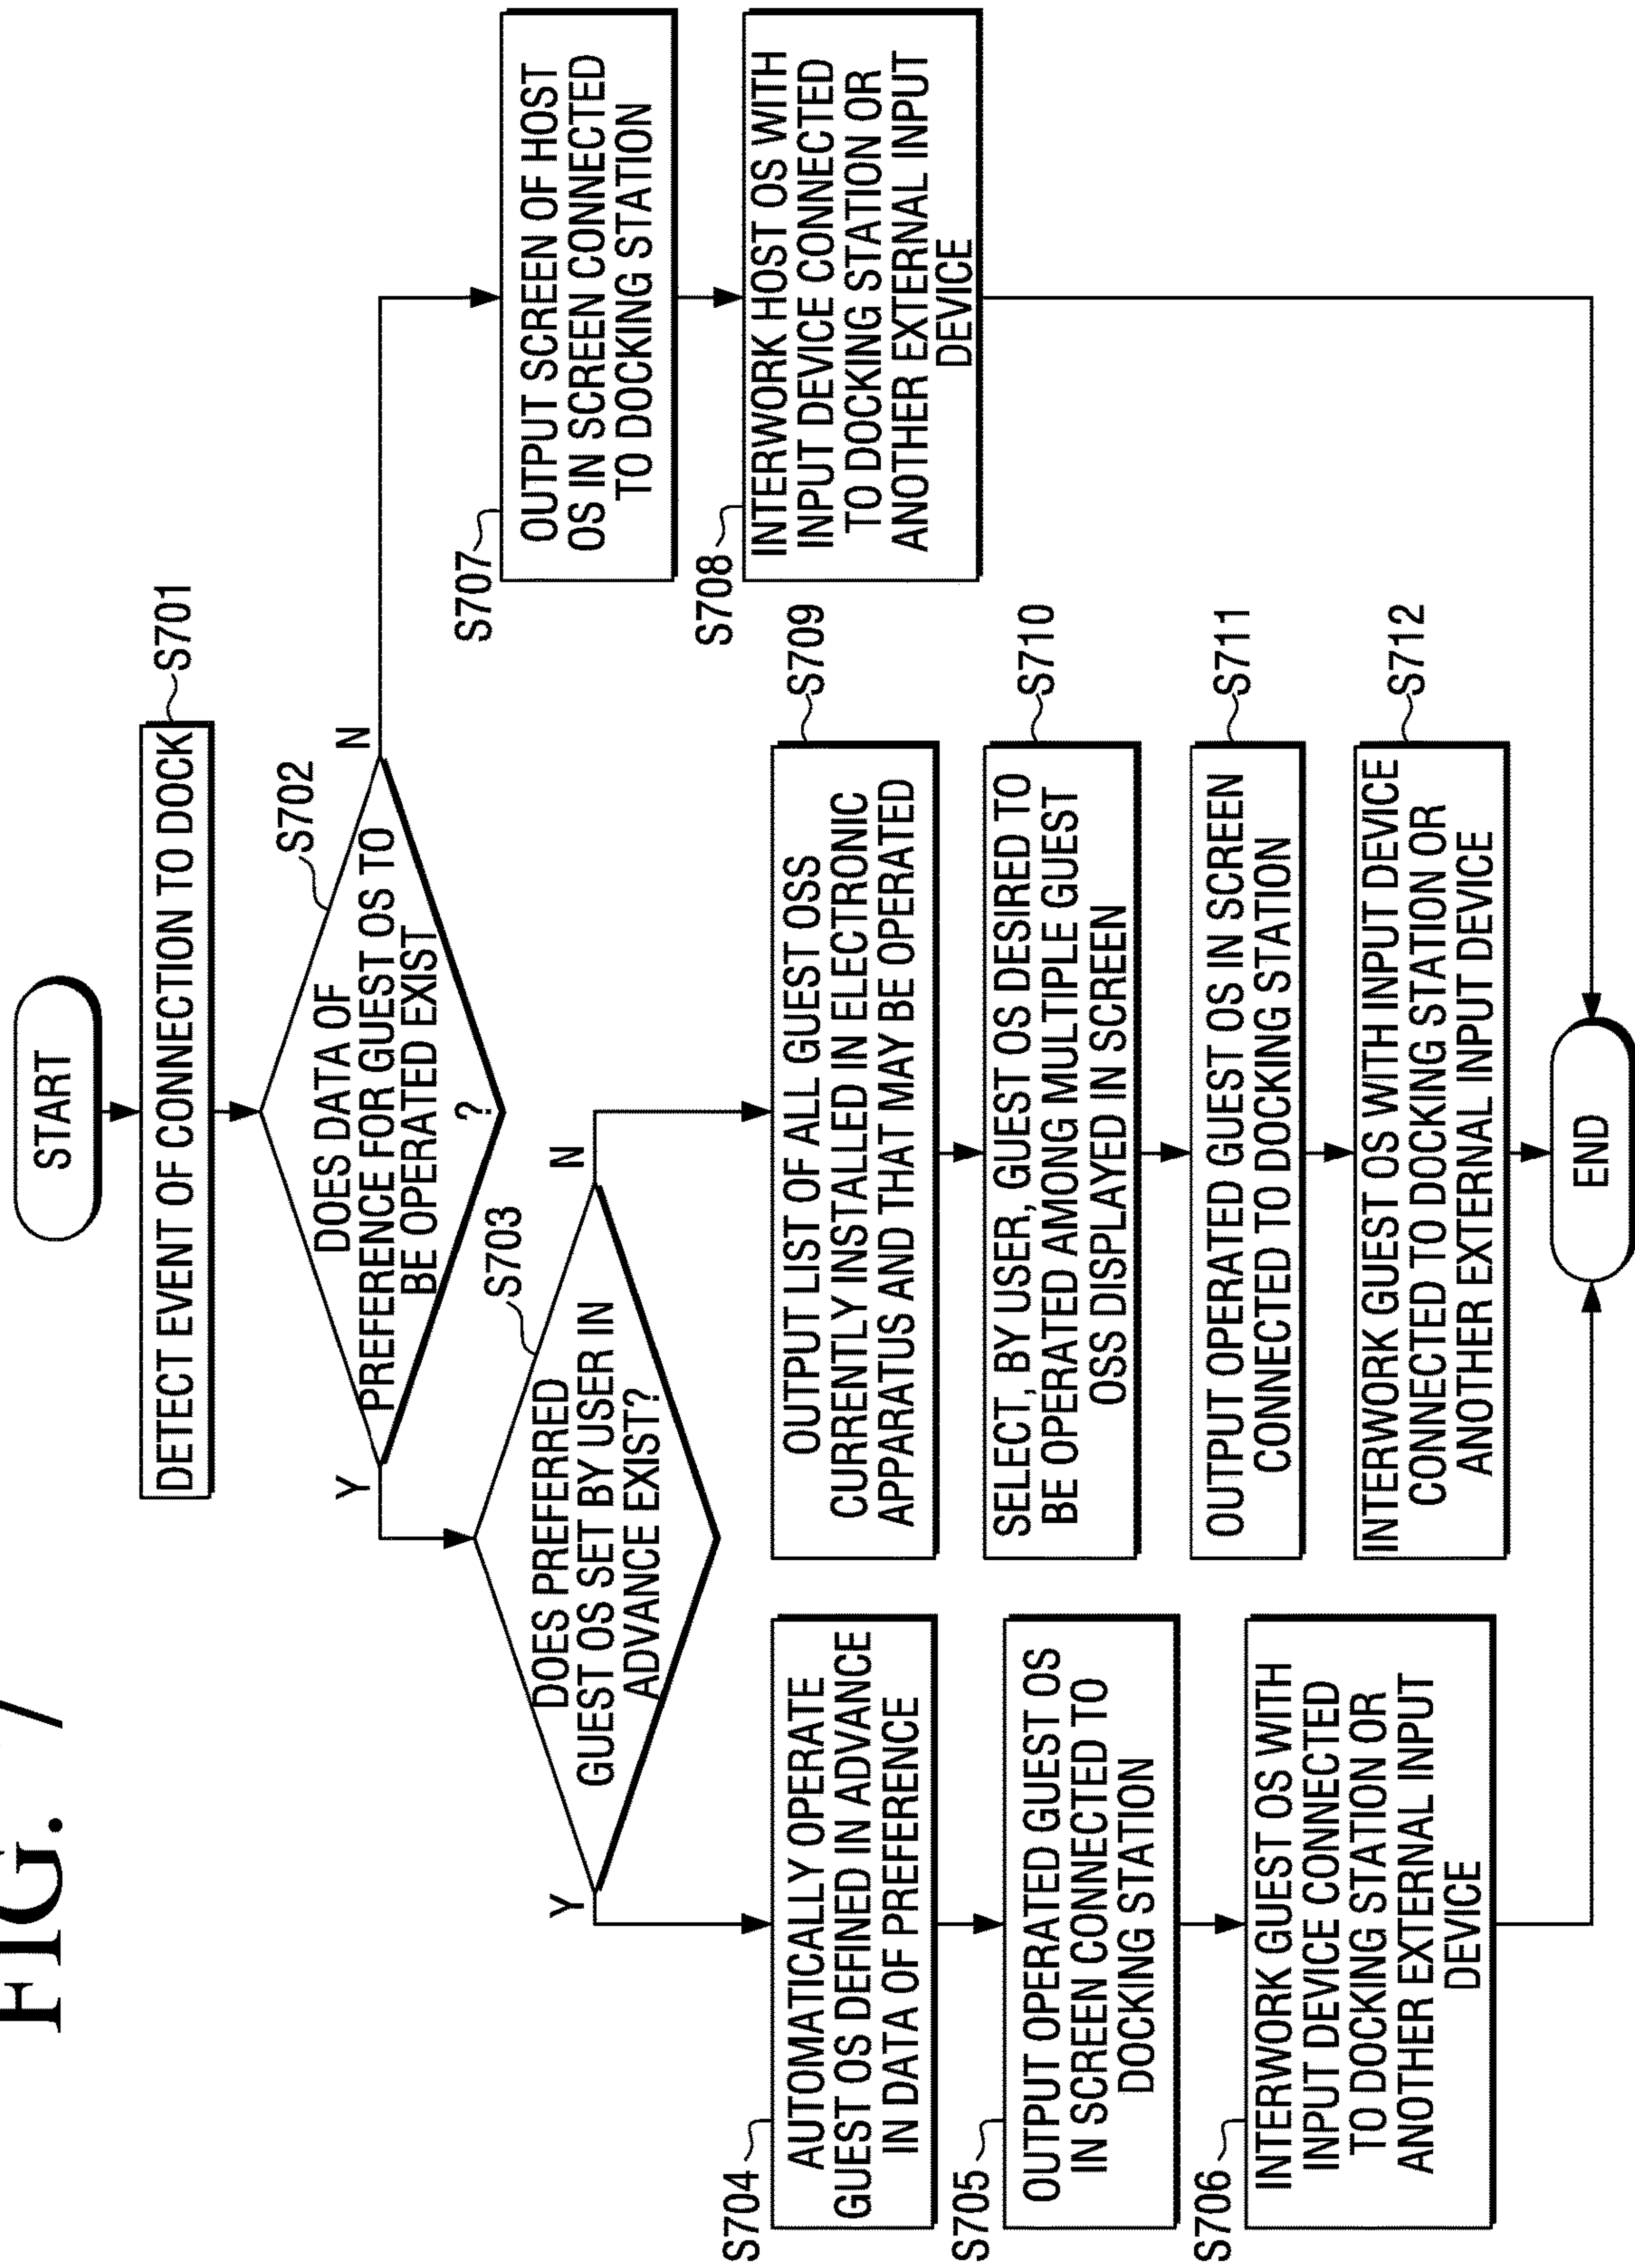 FIG. 7
START
DETECT EVENT OF CONNECTION TO DOCK
S701
S702
DOES DATA OF
PREFERENCE FOR GUEST OS TO
BE OPERATED EXIST
?
Y
N
S703
DOES PREFERRED
GUEST OS SET BY USER IN
ADVANCE EXIST?
Y
N
S704
AUTOMATICALLY OPERATE
GUEST OS DEFINED IN ADVANCE
IN DATA OF PREFERENCE
S705
OUTPUT OPERATED GUEST OS
IN SCREEN CONNECTED TO
DOCKING STATION
S706
INTERWORK GUEST OS WITH
INPUT DEVICE CONNECTED
TO DOCKING STATION OR
ANOTHER EXTERNAL INPUT
DEVICE
S709
OUTPUT LIST OF ALL GUEST OSS
CURRENTLY INSTALLED IN ELECTRONIC
APPARATUS AND THAT MAY BE OPERATED
S710
SELECT, BY USER, GUEST OS DESIRED TO
BE OPERATED AMONG MULTIPLE GUEST
OSS DISPLAYED IN SCREEN
S711
OUTPUT OPERATED GUEST OS IN SCREEN
CONNECTED TO DOCKING STATION
S712
INTERWORK GUEST OS WITH INPUT DEVICE
CONNECTED TO DOCKING STATION OR
ANOTHER EXTERNAL INPUT DEVICE
S707
OUTPUT SCREEN OF HOST
OS IN SCREEN CONNECTED
TO DOCKING STATION
S708
INTERWORK HOST OS WITH
INPUT DEVICE CONNECTED
TO DOCKING STATION OR
ANOTHER EXTERNAL INPUT
DEVICE
END